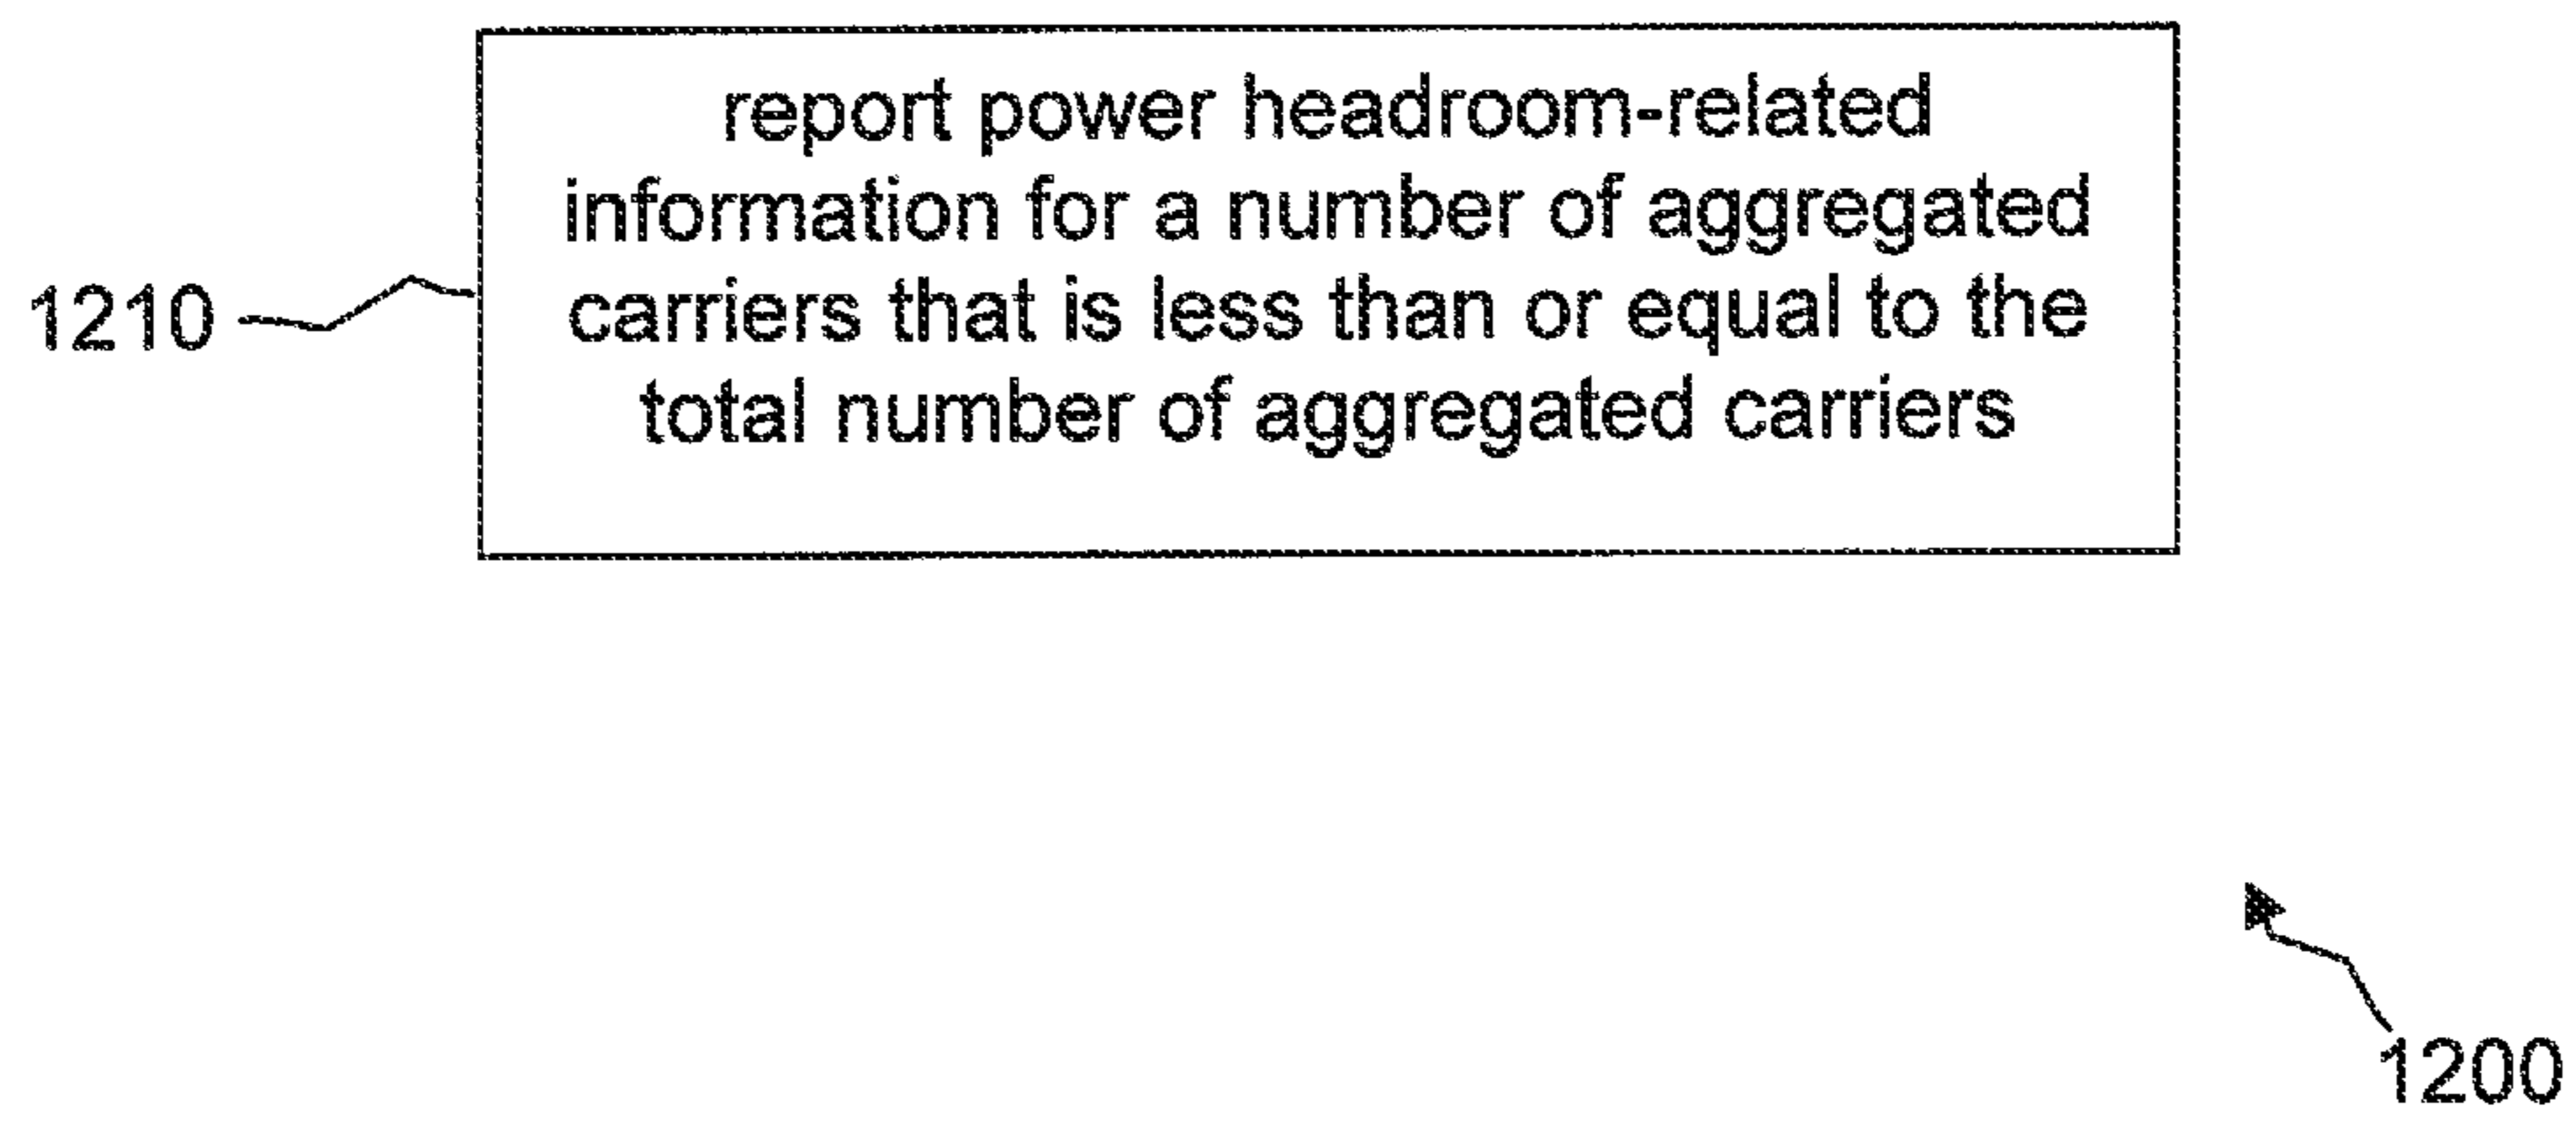 report power headroom-related
information for a number of aggregated
carriers that is less than or equal to the
total number of aggregated carriers
1210
1200